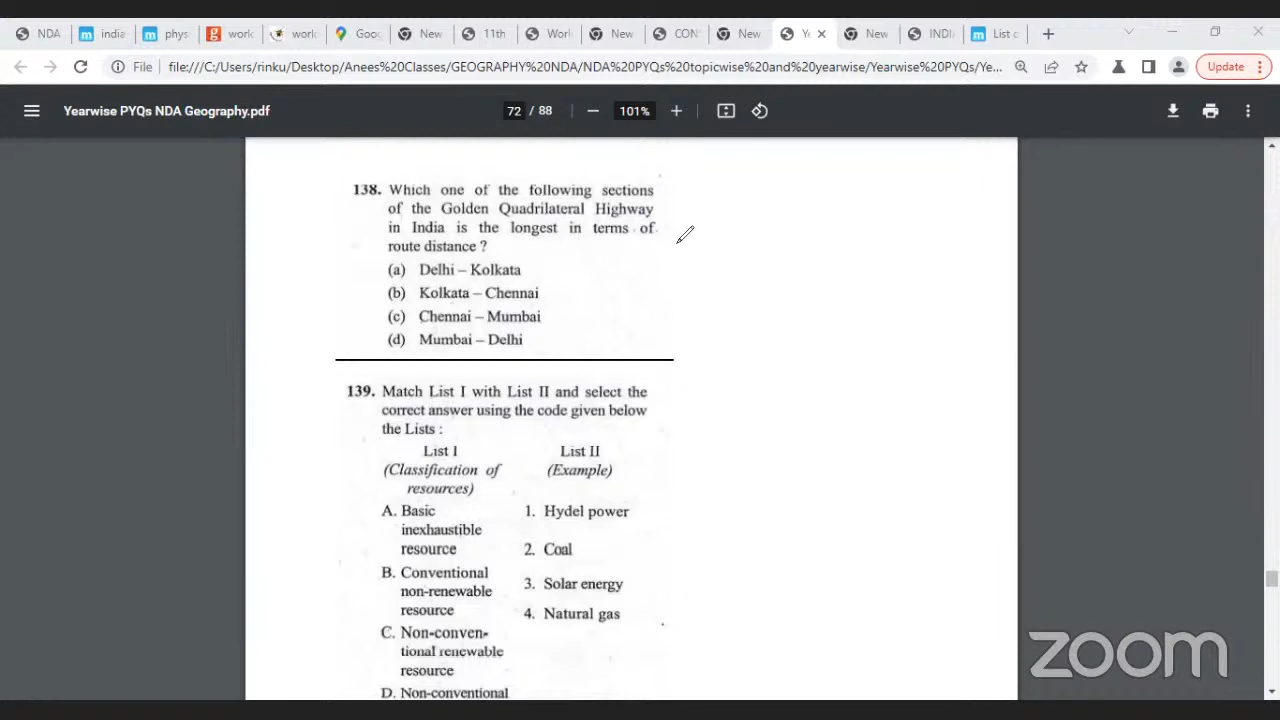 NDA
india
phys
work
world
Goog
New
11th
Worl
New
CON
New
Ye
New
INDI
List o
File
file:///C:/Users/rinku/Desktop/Anees%20Classes/GEOGRAPHY%20NDA/NDA%20PYQs%20topicwise%20and%20yearwise/Yearwise%20PYQs/Ye...
Update
Yearwise PYQs NDA Geography.pdf
72 / 88
101%
138. Which one of the following sections
of the Golden Quadrilateral Highway
in India is the longest in terms of
route distance ?
(a) Delhi – Kolkata
(b) Kolkata – Chennai
(c) Chennai – Mumbai
(d) Mumbai – Delhi
139. Match List I with List II and select the
correct answer using the code given below
the Lists :
List I List II
(Classification of (Example)
resources)
A. Basic 1. Hydel power
inexhaustible
resource 2. Coal
B. Conventional
non-renewable 3. Solar energy
resource 4. Natural gas
C. Non-conven-
tional renewable
resource
D. Non-conventional
zoom